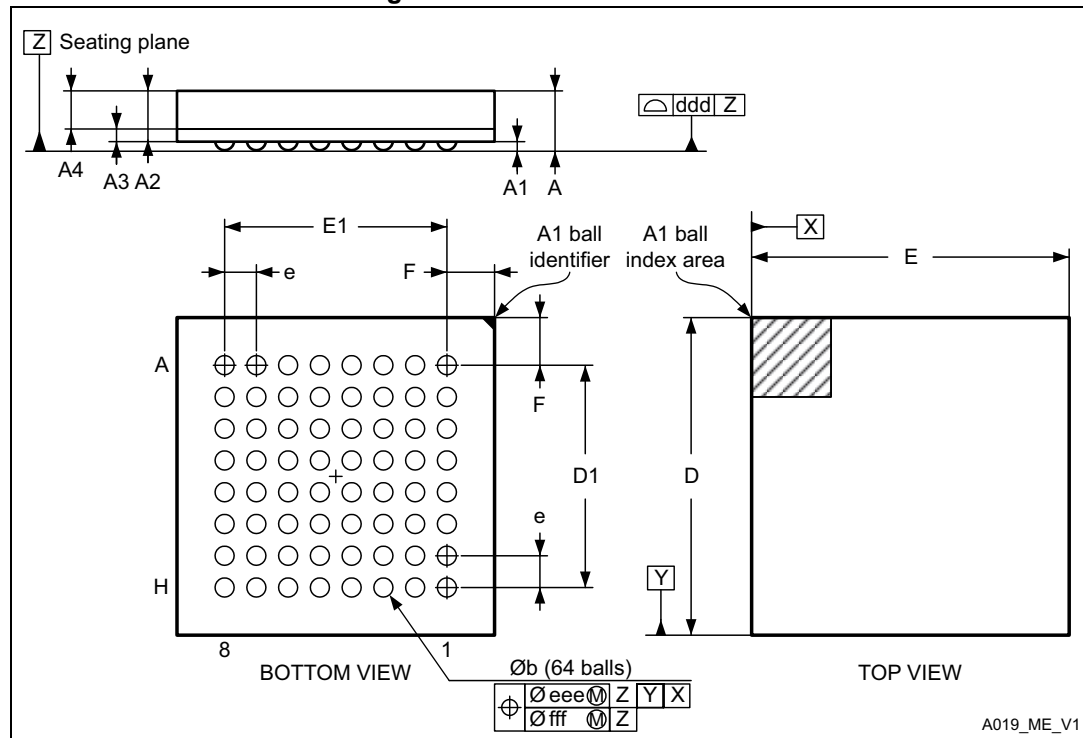 Z Seating plane
ddd Z
A4
A3 A2
A1
A
E1
e
F
A1 ball
identifier
A1 ball
index area
X
E
A
F
D1
D
e
H
Y
8
1
BOTTOM VIEW
Øb (64 balls)
TOP VIEW
Ø eee Ⓜ Z Y X
Ø fff Ⓜ Z
A019_ME_V1